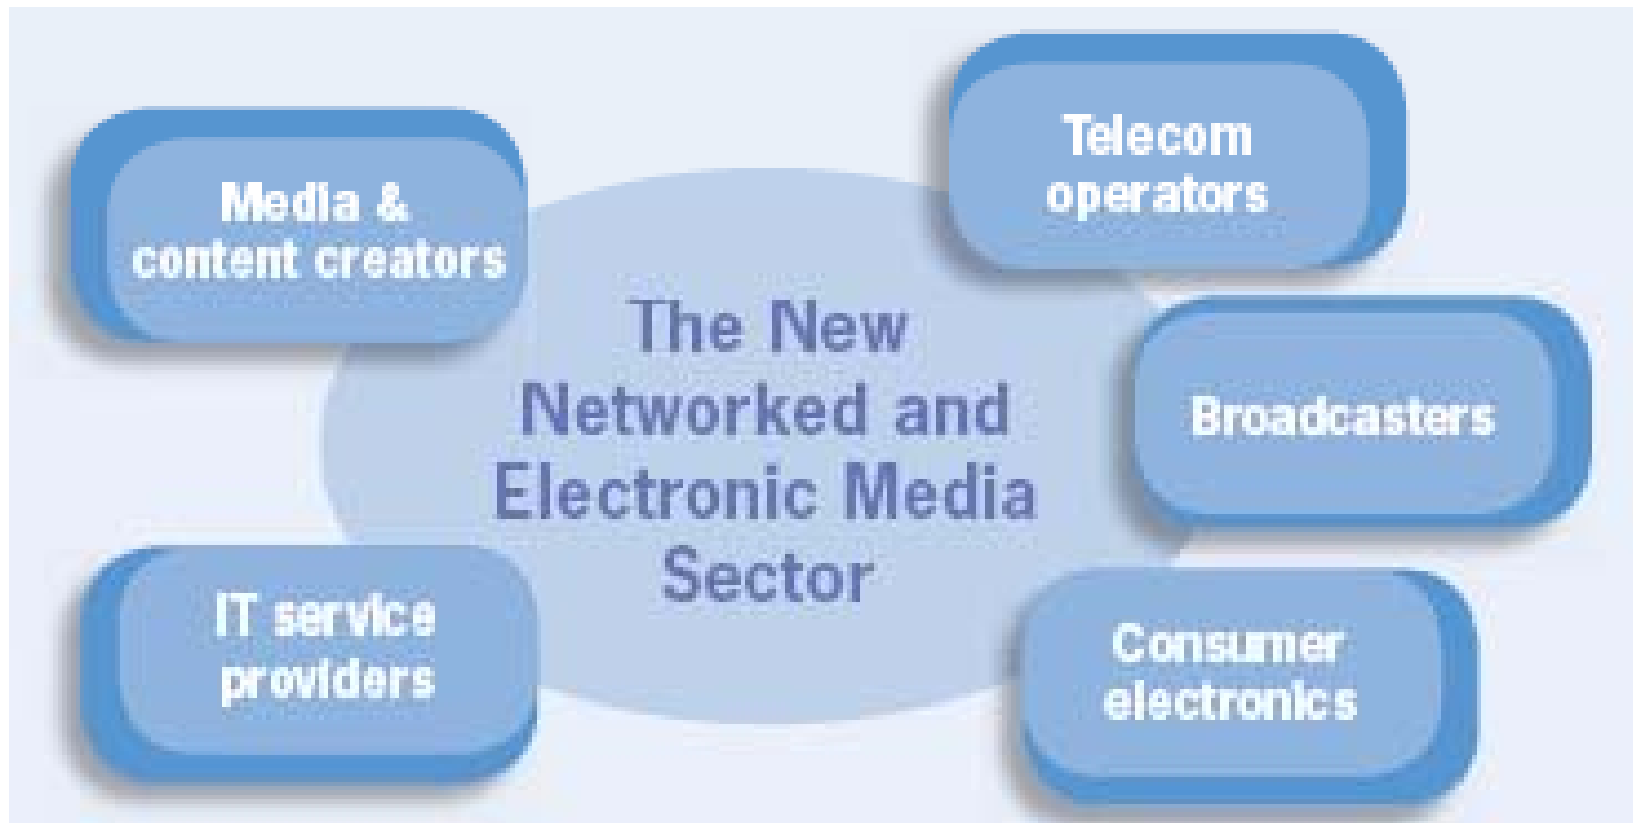 Telecom
operators
Media &
content creators
The New
Networked and
Electronic Media
Sector
Broadcasters
IT service
providers
Consumer
electronics